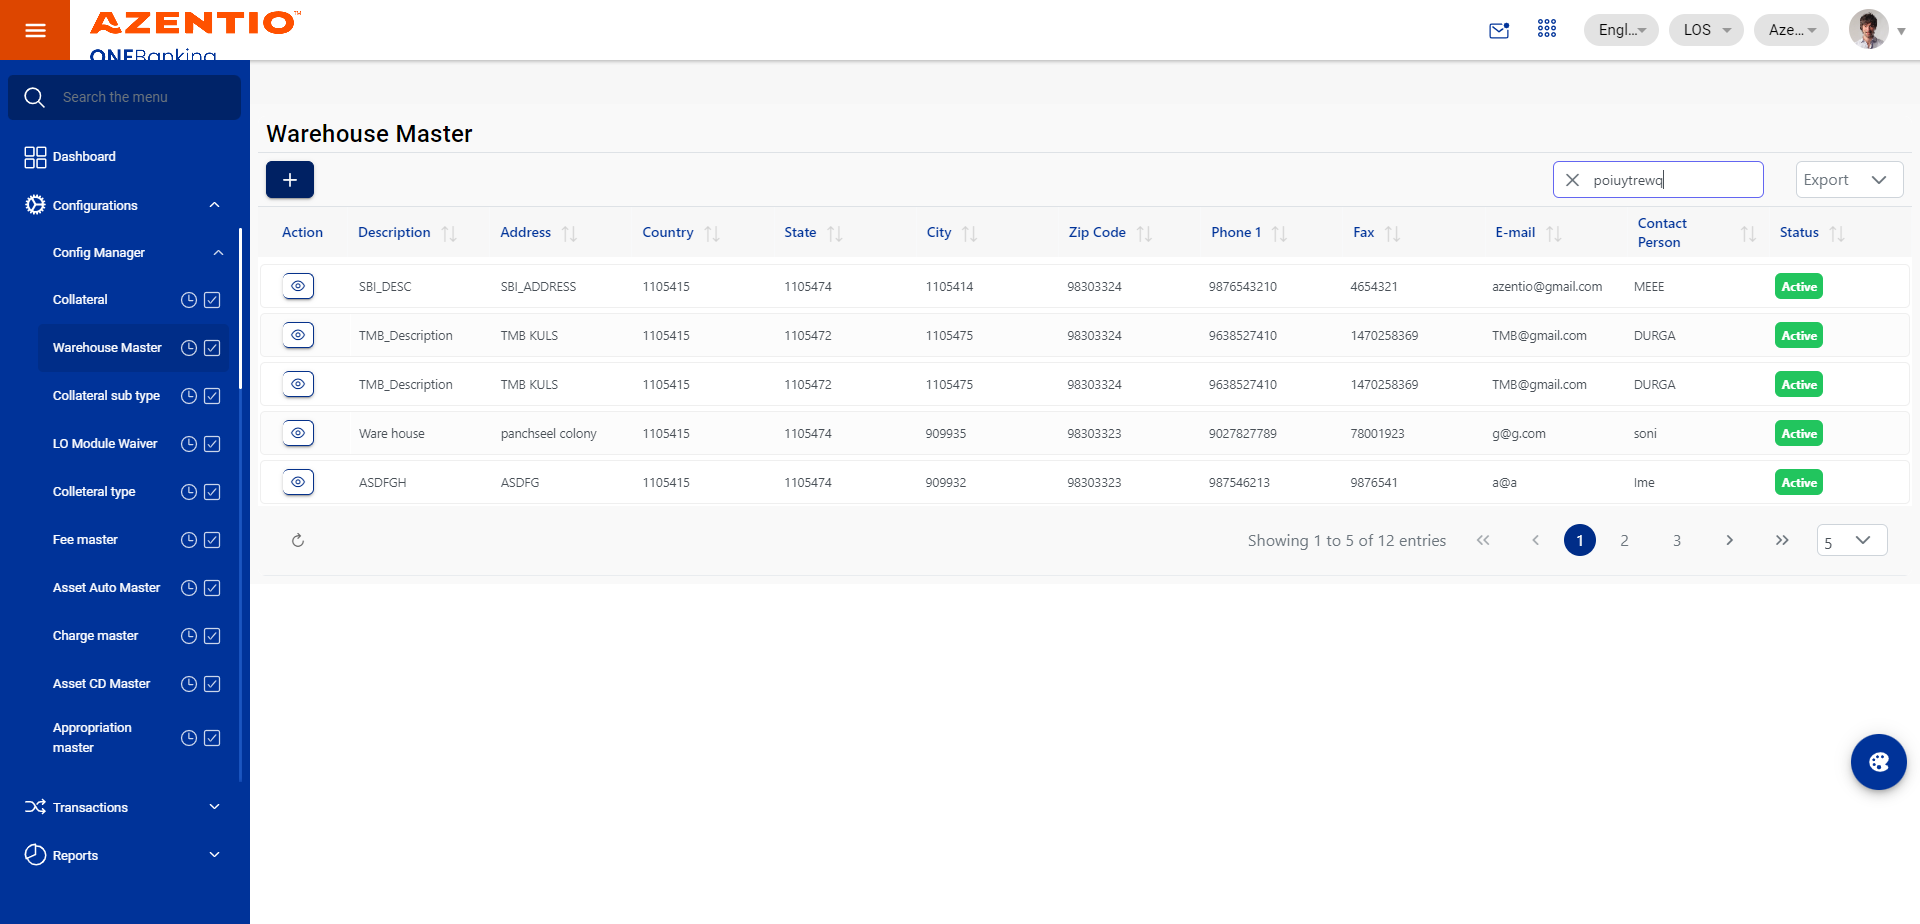 AZENTIO™
ONEBanking
Engl...
LOS
Aze...
Search the menu
Dashboard
Configurations
Config Manager
Collateral
Warehouse Master
Collateral sub type
LO Module Waiver
Colleteral type
Fee master
Asset Auto Master
Charge master
Asset CD Master
Appropriation
master
Transactions
Reports
Warehouse Master
+
poiuytrewq
Export
Action Description Address Country State City Zip Code Phone 1 Fax E-mail Contact Person Status
SBI_DESC SBI_ADDRESS 1105415 1105474 1105414 98303324 9876543210 4654321 azentio@gmail.com MEEE Active
TMB_Description TMB KULS 1105415 1105472 1105475 98303324 9638527410 1470258369 TMB@gmail.com DURGA Active
TMB_Description TMB KULS 1105415 1105472 1105475 98303324 9638527410 1470258369 TMB@gmail.com DURGA Active
Ware house panchseel colony 1105415 1105474 909935 98303323 9027827789 78001923 g@g.com soni Active
ASDFGH ASDFG 1105415 1105474 909932 98303323 987546213 9876541 a@a Ime Active
Showing 1 to 5 of 12 entries 1 2 3 5